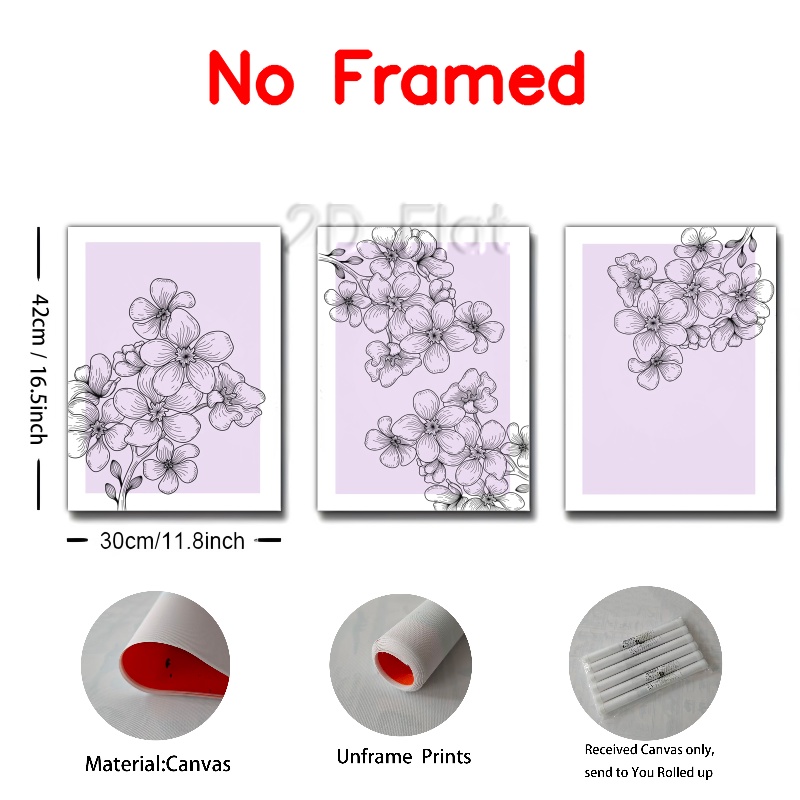 No Framed
2D Flat
42cm / 16.5inch
30cm/11.8inch
Material:Canvas
Unframe Prints
Received Canvas only,
send to You Rolled up